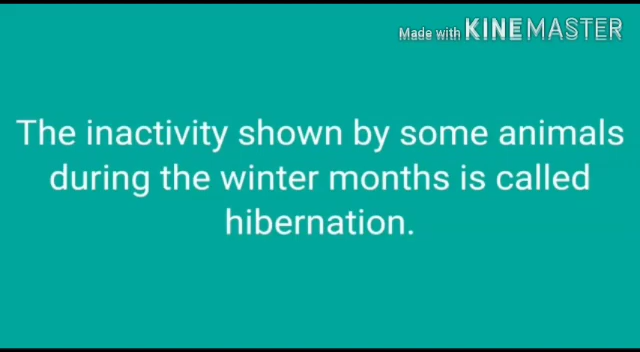 Made with KINEMASTER
The inactivity shown by some animals
during the winter months is called
hibernation.